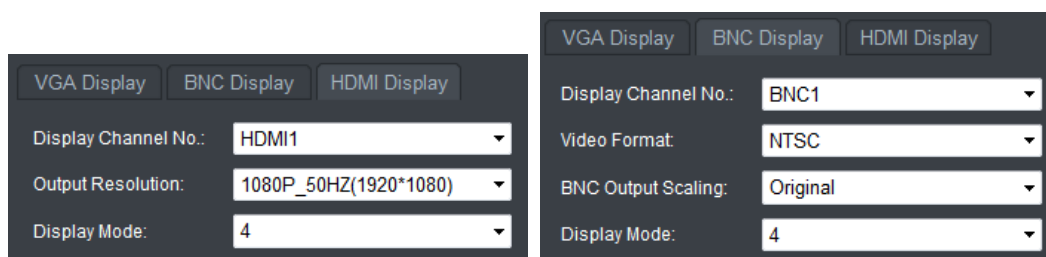 VGA Display BNC Display HDMI Display
Display Channel No.: HDMI1
Output Resolution: 1080P_50HZ(1920*1080)
Display Mode: 4
VGA Display BNC Display HDMI Display
Display Channel No.: BNC1
Video Format: NTSC
BNC Output Scaling: Original
Display Mode: 4